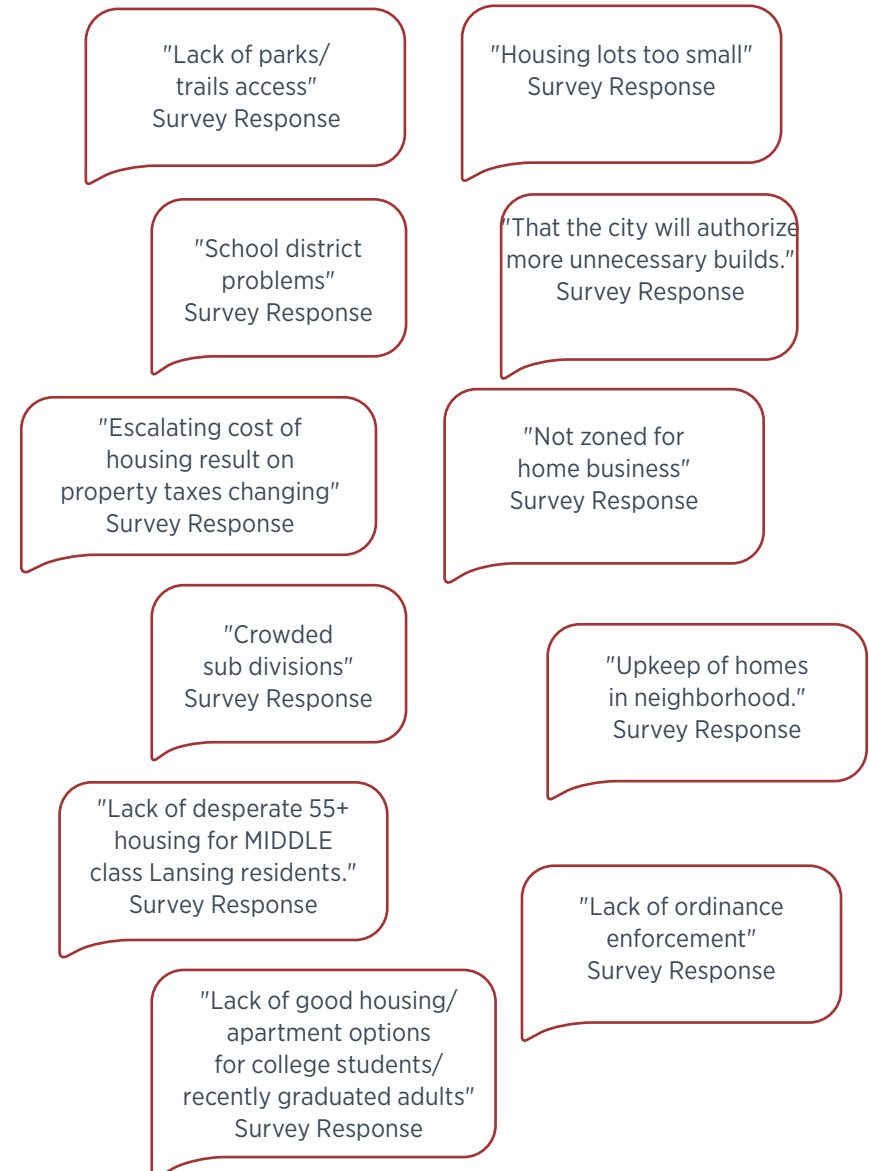 "Lack of parks/
trails access"
Survey Response
"Housing lots too small"
Survey Response
"School district
problems"
Survey Response
"That the city will authorize
more unnecessary builds."
Survey Response
"Escalating cost of
housing result on
property taxes changing"
Survey Response
"Not zoned for
home business"
Survey Response
"Crowded
sub divisions"
Survey Response
"Upkeep of homes
in neighborhood."
Survey Response
"Lack of desperate 55+
housing for MIDDLE
class Lansing residents."
Survey Response
"Lack of ordinance
enforcement"
Survey Response
"Lack of good housing/
apartment options
for college students/
recently graduated adults"
Survey Response